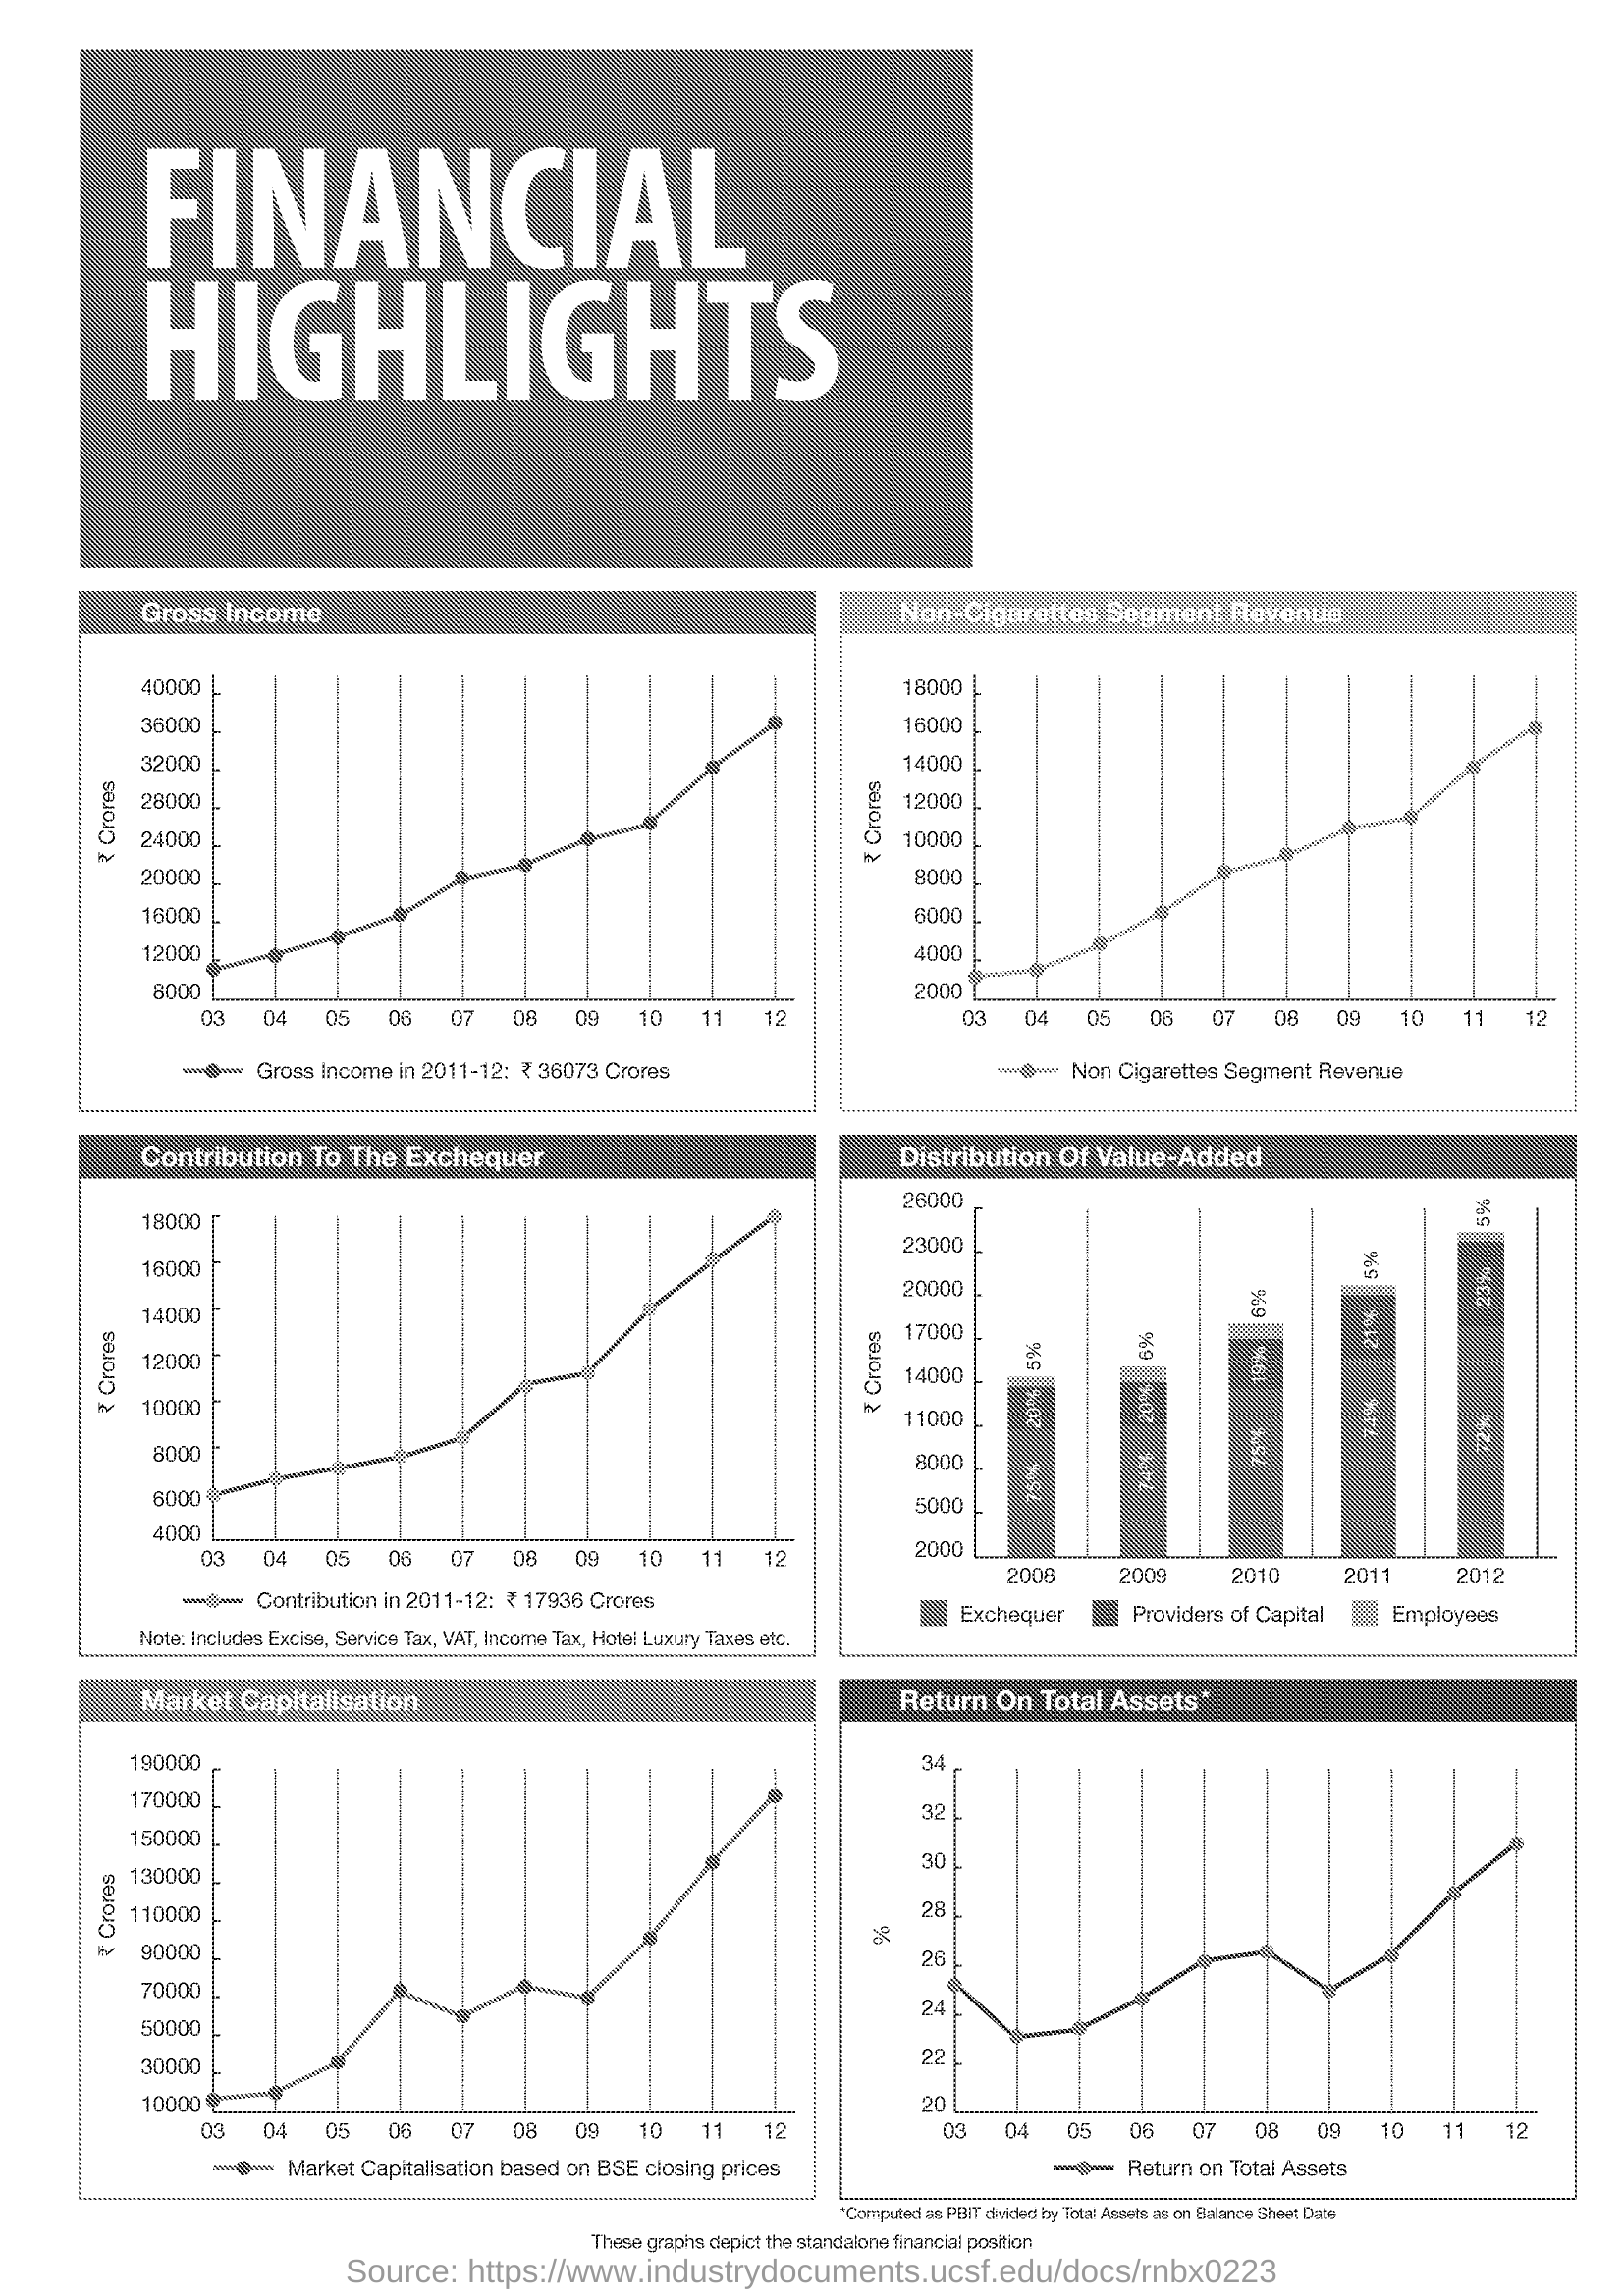 FINANCIAL
HIGHLIGHTS
Gross Income
₹ Crores
40000
36000
32000
28000
24000
20000
16000
12000
8000
03 04 05 06 07 08 09 10 11 12
Gross Income in 2011-12: ₹ 36073 Crores
Non-Cigarettes Segment Revenue
₹ Crores
18000
16000
14000
12000
10000
8000
6000
4000
2000
03 04 05 06 07 08 09 10 11 12
Non Cigarettes Segment Revenue
Contribution To The Exchequer
₹ Crores
18000
16000
14000
12000
10000
8000
6000
4000
03 04 05 06 07 08 09 10 11 12
Contribution in 2011-12: ₹ 17936 Crores
Note: Includes Excise, Service Tax, VAT, Income Tax, Hotel Luxury Taxes etc.
Distribution Of Value-Added
₹ Crores
26000
23000
20000
17000
14000
11000
8000
5000
2000
5% 6% 6% 5% 5%
20% 20% 19% 21% 23%
75% 74% 75% 74% 72%
2008 2009 2010 2011 2012
Exchequer Providers of Capital Employees
Market Capitalisation
₹ Crores
190000
170000
150000
130000
110000
90000
70000
50000
30000
10000
03 04 05 06 07 08 09 10 11 12
Market Capitalisation based on BSE closing prices
Return On Total Assets*
%
34
32
30
28
26
24
22
20
03 04 05 06 07 08 09 10 11 12
Return on Total Assets
*Computed as PBIT divided by Total Assets as on Balance Sheet Date
These graphs depict the standalone financial position
Source: https://www.industrydocuments.ucsf.edu/docs/rnbx0223